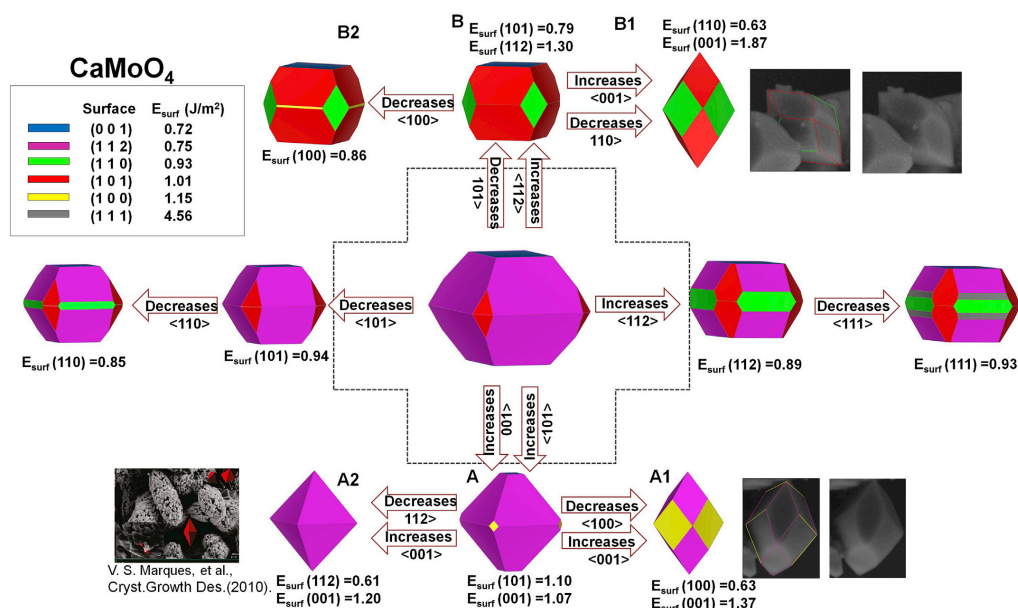 CaMoO4
Surface Esurf (J/m²)
(0 0 1) 0.72
(1 1 2) 0.75
(1 1 0) 0.93
(1 0 1) 1.01
(1 0 0) 1.15
(1 1 1) 4.56
B2
Esurf (100) =0.86
Decreases
<100>
B
Esurf (101) =0.79
Esurf (112) =1.30
B1
Increases
<001>
Decreases
110>
Esurf (110) =0.63
Esurf (001) =1.87
Decreases
101>
Increases
<112>
Esurf (110) =0.85
Decreases
<110>
Esurf (101) =0.94
Decreases
<101>
Increases
<112>
Esurf (112) =0.89
Decreases
<111>
Esurf (111) =0.93
Increases
001>
Increases
<101>
V. S. Marques, et al.,
Cryst.Growth Des.(2010).
A2
Esurf (112) =0.61
Esurf (001) =1.20
Decreases
112>
Increases
<001>
A
Esurf (101) =1.10
Esurf (001) =1.07
Decreases
<100>
Increases
<001>
A1
Esurf (100) =0.63
Esurf (001) =1.37